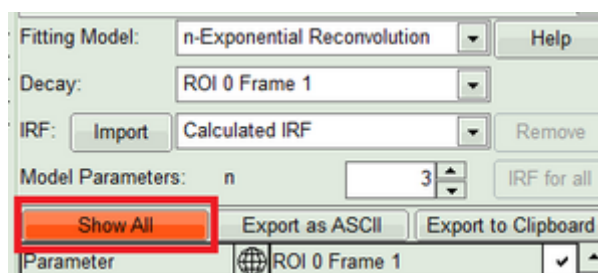 Fitting Model: n-Exponential Reconvolution Help
Decay: ROI 0 Frame 1
IRF: Import Calculated IRF Remove
Model Parameters: n 3 IRF for all
Show All Export as ASCII Export to Clipboard
Parameter ROI 0 Frame 1